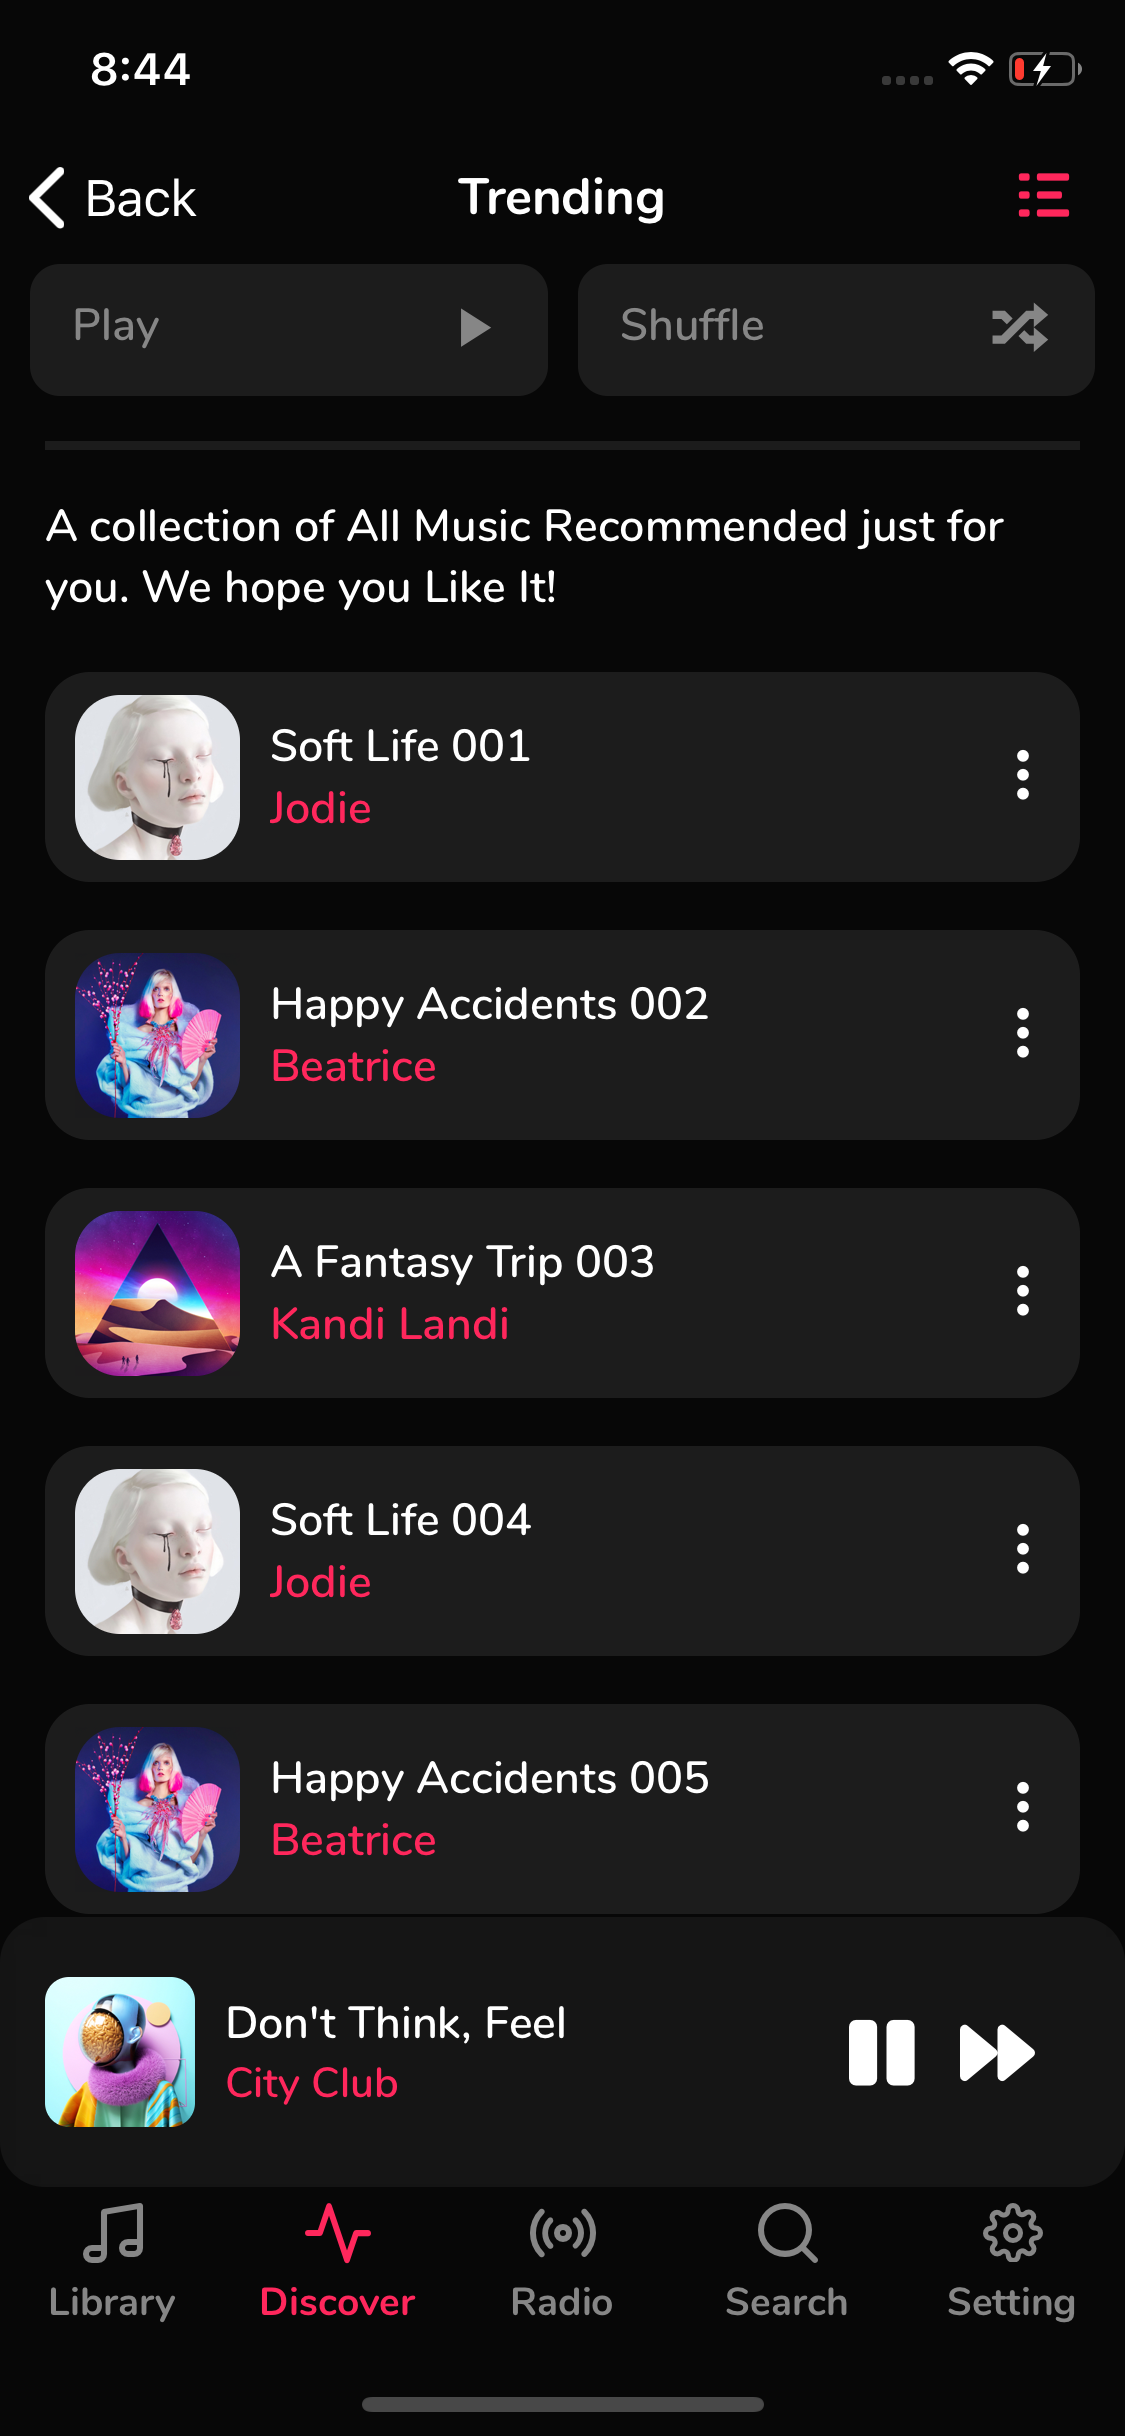 8:44
Back
Trending
Play
Shuffle
A collection of All Music Recommended just for
you. We hope you Like It!
Soft Life 001
Jodie
Happy Accidents 002
Beatrice
A Fantasy Trip 003
Kandi Landi
Soft Life 004
Jodie
Happy Accidents 005
Beatrice
Don't Think, Feel
City Club
Library
Discover
Radio
Search
Setting